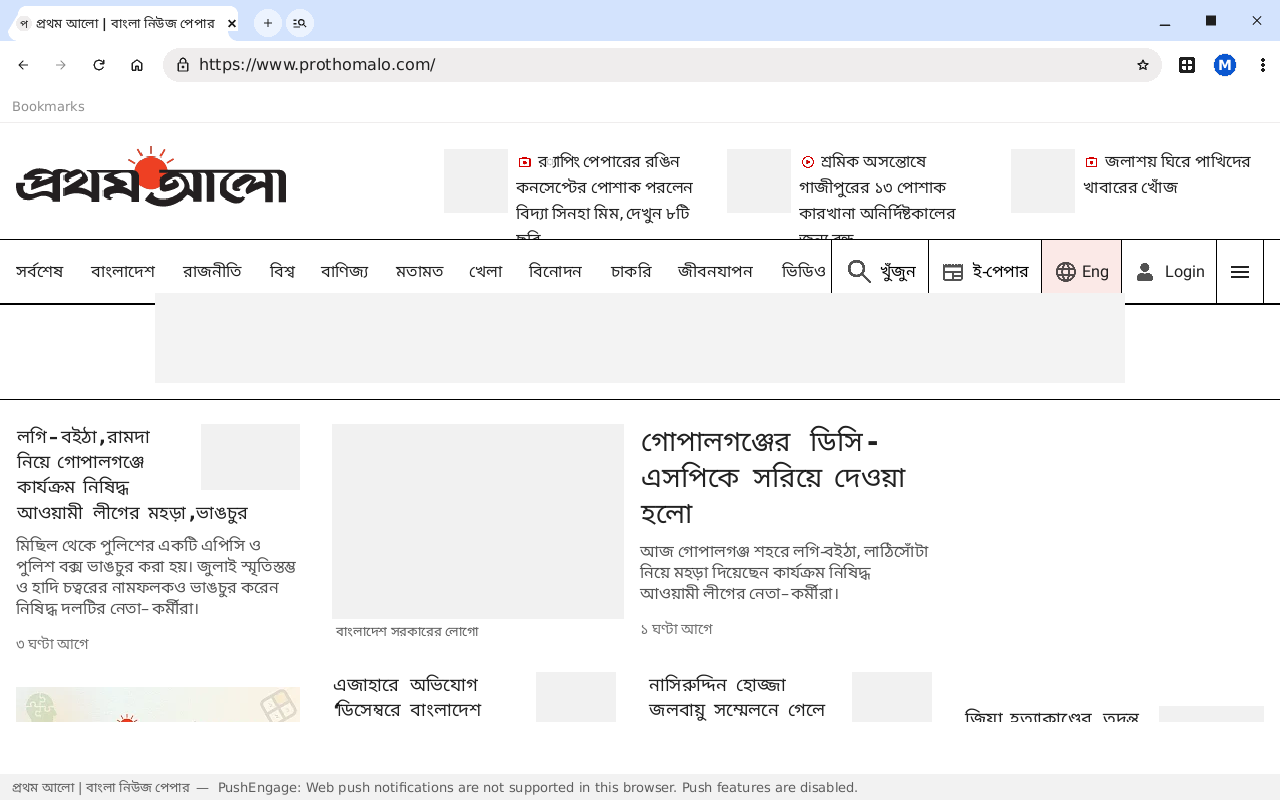 প্রথম আলো | বাংলা নিউজ পেপার
https://www.prothomalo.com/
M
Bookmarks
প্রথম আলো
র‍্যাপিং পেপারের রঙিন
কনসেপ্টের পোশাক পরলেন
বিদ্যা সিনহা মিম, দেখুন ৮টি
ছবি
শ্রমিক অসন্তোষে
গাজীপুরের ১৩ পোশাক
কারখানা অনির্দিষ্টকালের
জন্য বন্ধ
জলাশয় ঘিরে পাখিদের
খাবারের খোঁজ
সর্বশেষ বাংলাদেশ রাজনীতি বিশ্ব বাণিজ্য মতামত খেলা বিনোদন চাকরি জীবনযাপন ভিডিও খুঁজুন ই-পেপার Eng Login
লগি-বইঠা,রামদা
নিয়ে গোপালগঞ্জে
কার্যক্রম নিষিদ্ধ
আওয়ামী লীগের মহড়া,ভাঙচুর
মিছিল থেকে পুলিশের একটি এপিসি ও
পুলিশ বক্স ভাঙচুর করা হয়। জুলাই স্মৃতিস্তম্ভ
ও হাদি চত্বরের নামফলকও ভাঙচুর করেন
নিষিদ্ধ দলটির নেতা–কর্মীরা।
৩ ঘণ্টা আগে
বাংলাদেশ সরকারের লোগো
গোপালগঞ্জের ডিসি-
এসপিকে সরিয়ে দেওয়া
হলো
আজ গোপালগঞ্জ শহরে লগি-বইঠা, লাঠিসোঁটা
নিয়ে মহড়া দিয়েছেন কার্যক্রম নিষিদ্ধ
আওয়ামী লীগের নেতা–কর্মীরা।
১ ঘণ্টা আগে
এজাহারে অভিযোগ
‘ডিসেম্বরে বাংলাদেশ
নাসিরুদ্দিন হোজ্জা
জলবায়ু সম্মেলনে গেলে
জিয়া হত্যাকাণ্ডের তদন্ত
প্রথম আলো | বাংলা নিউজ পেপার — PushEngage: Web push notifications are not supported in this browser. Push features are disabled.